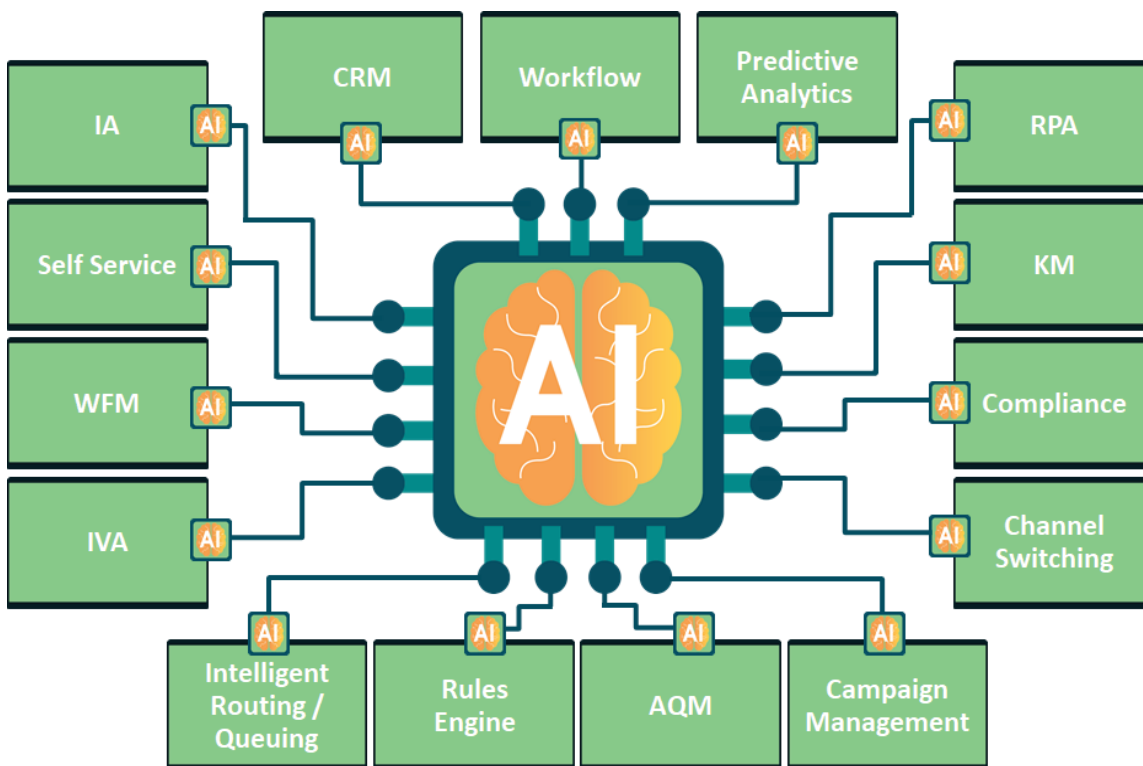 CRM
Workflow
Predictive
Analytics
AI
AI
AI
IA
AI
AI
RPA
Self Service
AI
AI
KM
AI
WFM
AI
AI
Compliance
IVA
AI
AI
Channel
Switching
AI
AI
AI
AI
Intelligent
Routing /
Queuing
Rules
Engine
AQM
Campaign
Management